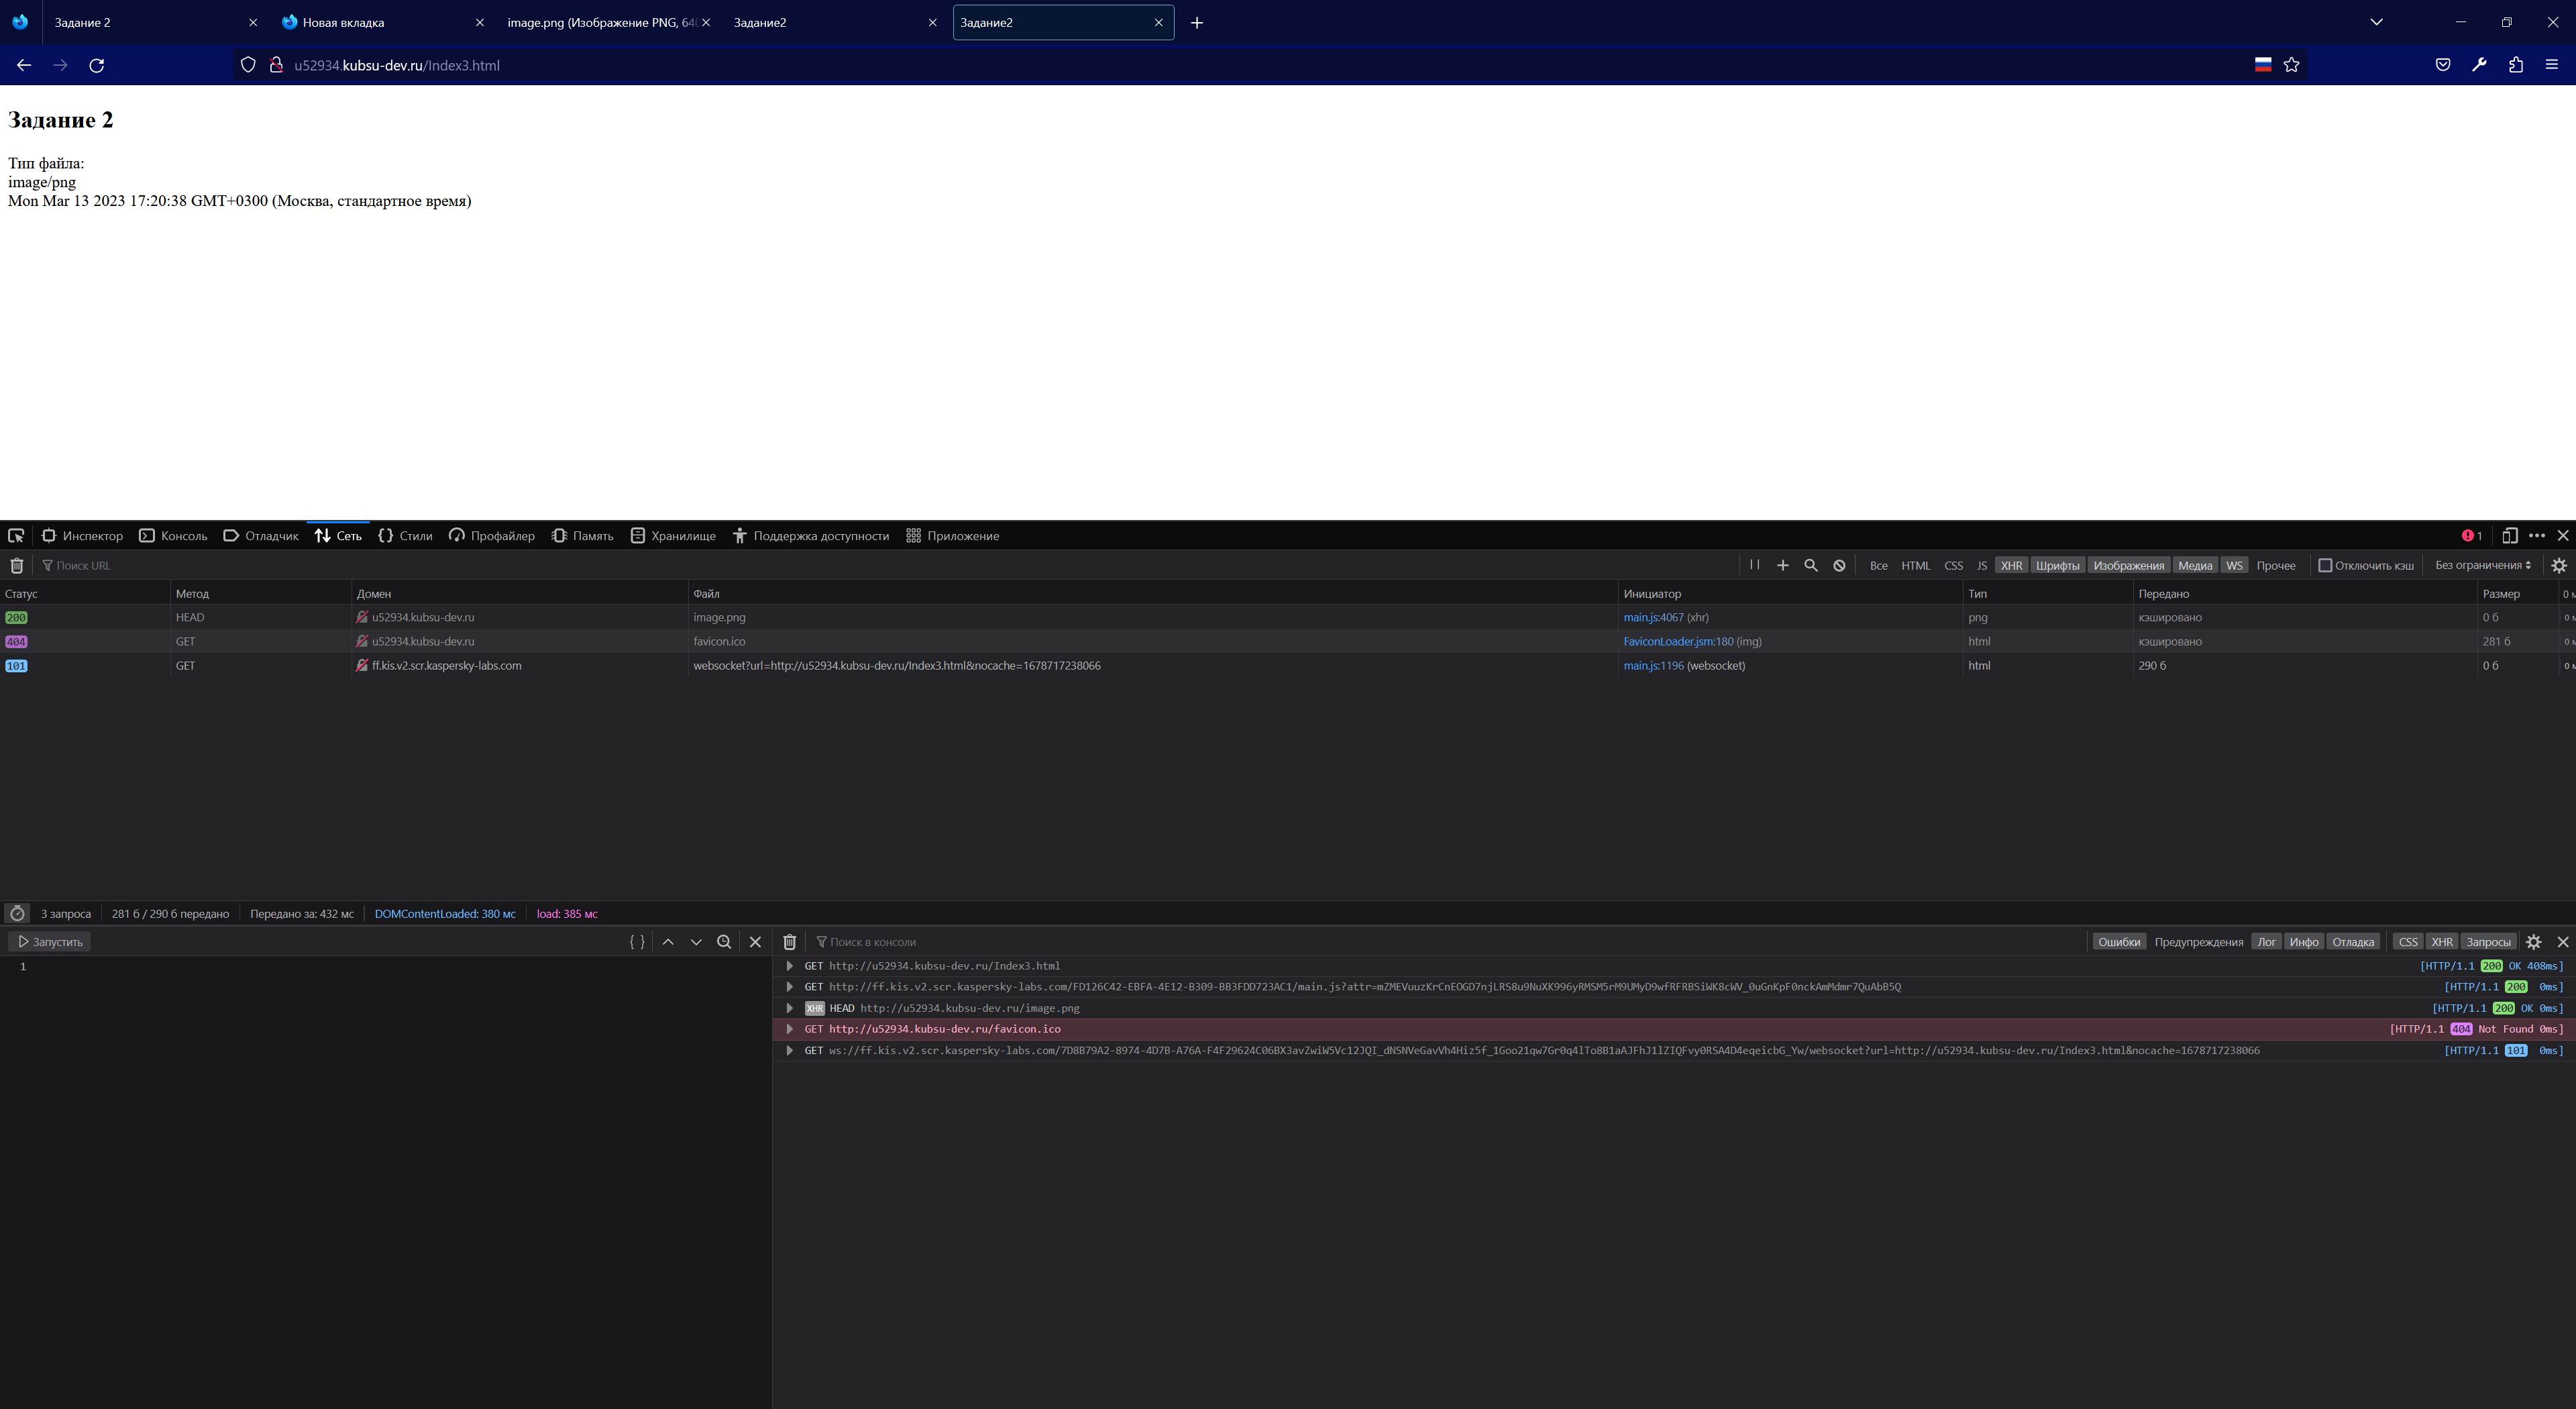 Задание 2
Новая вкладка
image.png (Изображение PNG, 640
Задание2
Задание2
u52934.kubsu-dev.ru/Index3.html
Задание 2
Тип файла:
image/png
Mon Mar 13 2023 17:20:38 GMT+0300 (Москва, стандартное время)
Инспектор Консоль Отладчик Сеть {} Стили Профайлер Память Хранилище Поддержка доступности Приложение 1
Поиск URL Все HTML CSS JS XHR Шрифты Изображения Медиа WS Прочее Отключить кэш Без ограничения
Статус Метод Домен Файл Инициатор Тип Передано Размер 0 м
200 HEAD u52934.kubsu-dev.ru image.png main.js:4067 (xhr) png кэшировано 0 б 0 м
404 GET u52934.kubsu-dev.ru favicon.ico FaviconLoader.jsm:180 (img) html кэшировано 281 б 0 м
101 GET ff.kis.v2.scr.kaspersky-labs.com websocket?url=http://u52934.kubsu-dev.ru/Index3.html&nocache=1678717238066 main.js:1196 (websocket) html 290 б 0 б 0 м
3 запроса 281 б / 290 б передано Передано за: 432 мс DOMContentLoaded: 380 мс load: 385 мс
Запустить { } Поиск в консоли Ошибки Предупреждения Лог Инфо Отладка CSS XHR Запросы
1
GET http://u52934.kubsu-dev.ru/Index3.html [HTTP/1.1 200 OK 408ms]
GET http://ff.kis.v2.scr.kaspersky-labs.com/FD126C42-EBFA-4E12-B309-BB3FDD723AC1/main.js?attr=mZMEVuuzKrCnEOGD7njLRS8u9NuXK996yRMSM5rM9UMyD9wfRFRBSiWK8cWV_0uGnKpF0nckAmMdmr7QuAbB5Q [HTTP/1.1 200 0ms]
XHR HEAD http://u52934.kubsu-dev.ru/image.png [HTTP/1.1 200 OK 0ms]
GET http://u52934.kubsu-dev.ru/favicon.ico [HTTP/1.1 404 Not Found 0ms]
GET ws://ff.kis.v2.scr.kaspersky-labs.com/7D8B79A2-8974-4D7B-A76A-F4F29624C06BX3avZwiW5Vc12JQI_dNSNVeGavVh4Hiz5f_1Goo21qw7Gr0q4lTo8B1aAJFhJ1lZIQFvy0RSA4D4eqeicbG_Yw/websocket?url=http://u52934.kubsu-dev.ru/Index3.html&nocache=1678717238066 [HTTP/1.1 101 0ms]